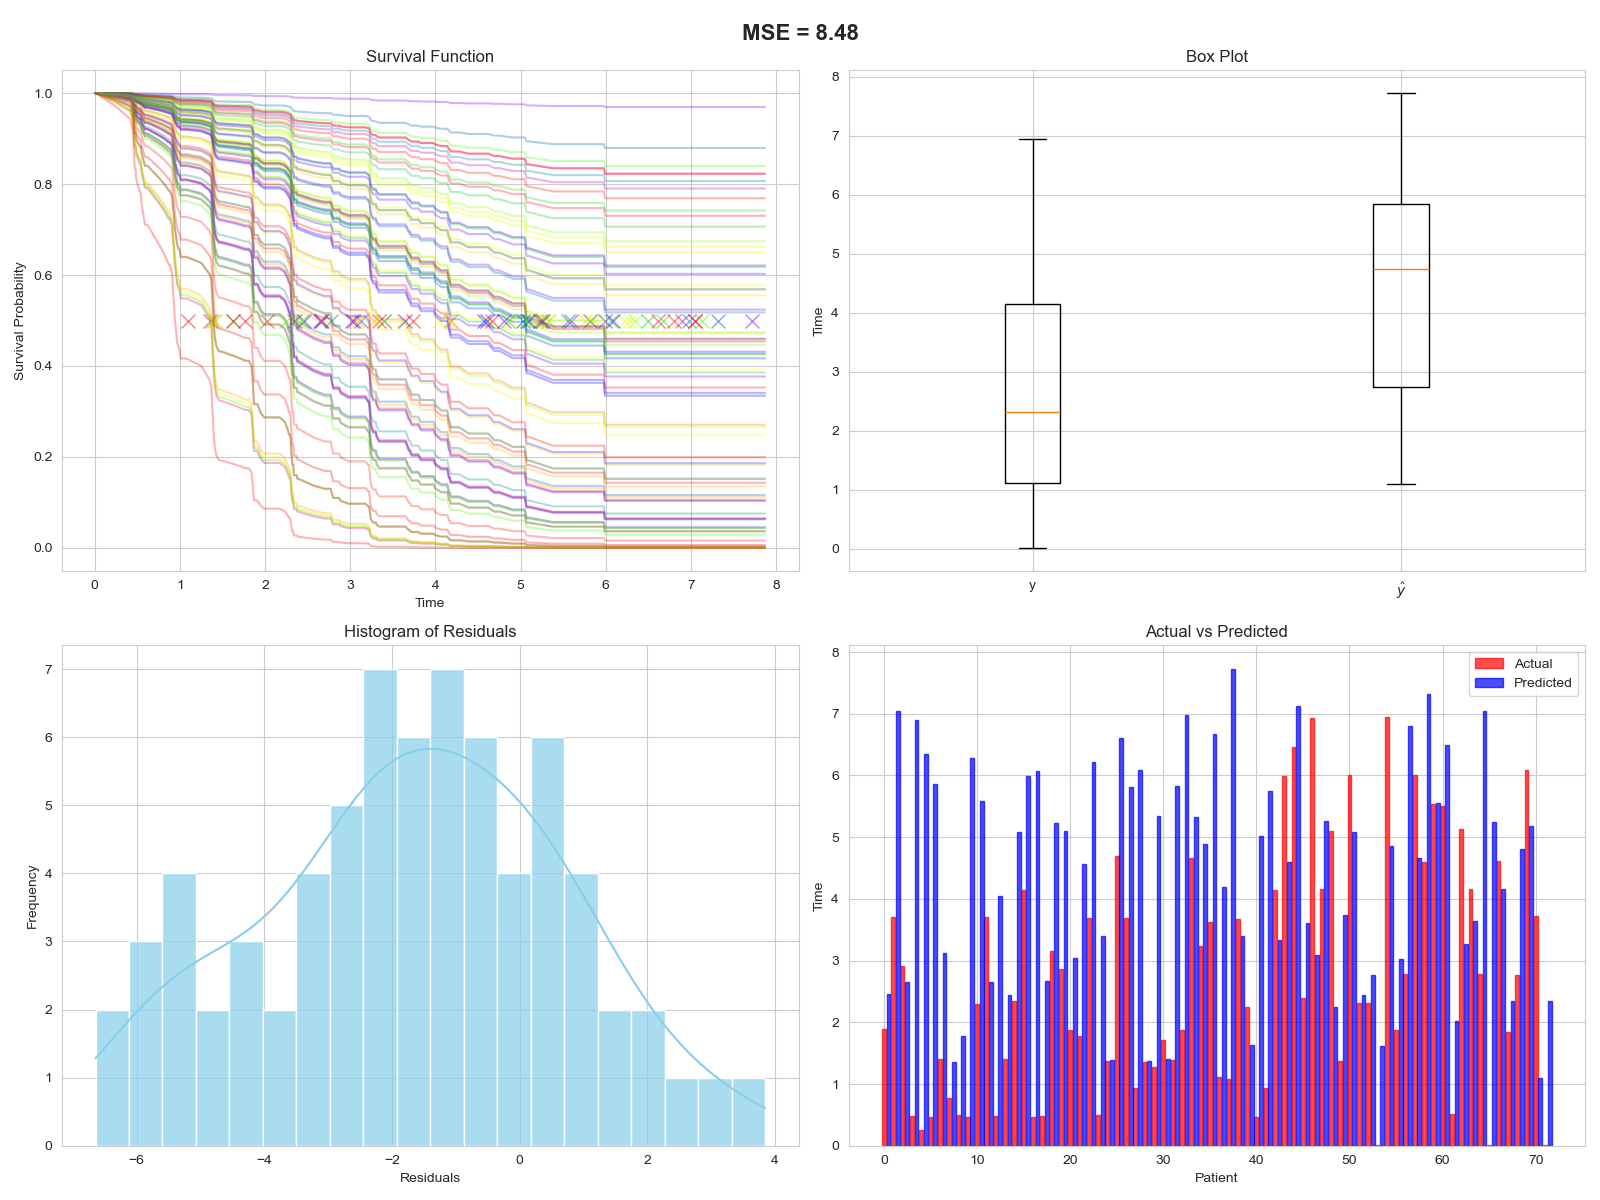 MSE = 8.48
Survival Function
Survival Probability
1.0
0.8
0.6
0.4
0.2
0.0
0 1 2 3 4 5 6 7 8
Time
Box Plot
Time
8
7
6
5
4
3
2
1
0
y ŷ
Histogram of Residuals
Frequency
7
6
5
4
3
2
1
0
−6 −4 −2 0 2 4
Residuals
Actual vs Predicted
Time
8
7
6
5
4
3
2
1
0
Actual
Predicted
0 10 20 30 40 50 60 70
Patient